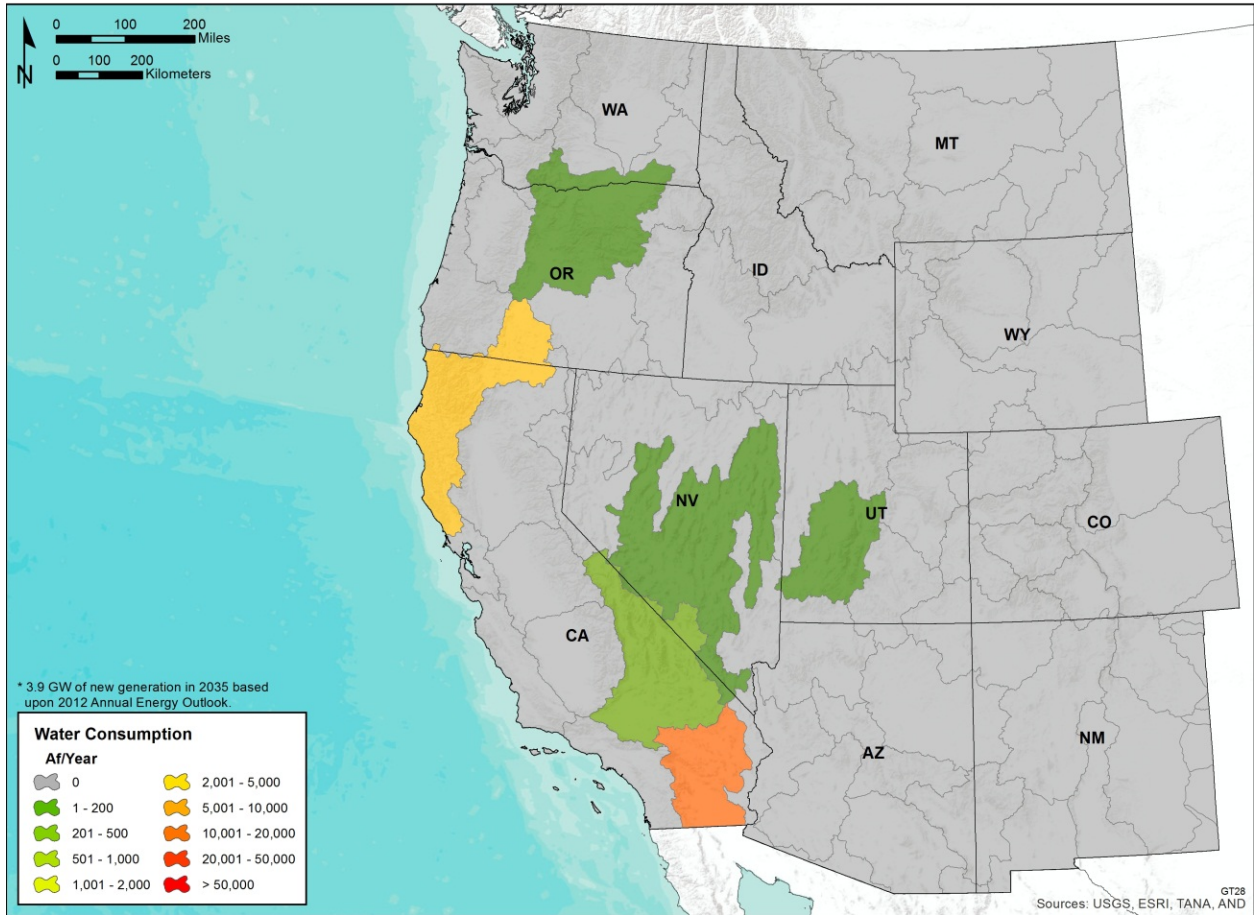 0 100 200
Miles
0 100 200
Kilometers
N
WA
MT
OR
ID
WY
NV
UT
CO
CA
AZ
NM
* 3.9 GW of new generation in 2035 based
upon 2012 Annual Energy Outlook.
Water Consumption
Af/Year
0
1 - 200
201 - 500
501 - 1,000
1,001 - 2,000
2,001 - 5,000
5,001 - 10,000
10,001 - 20,000
20,001 - 50,000
> 50,000
GT28
Sources: USGS, ESRI, TANA, AND